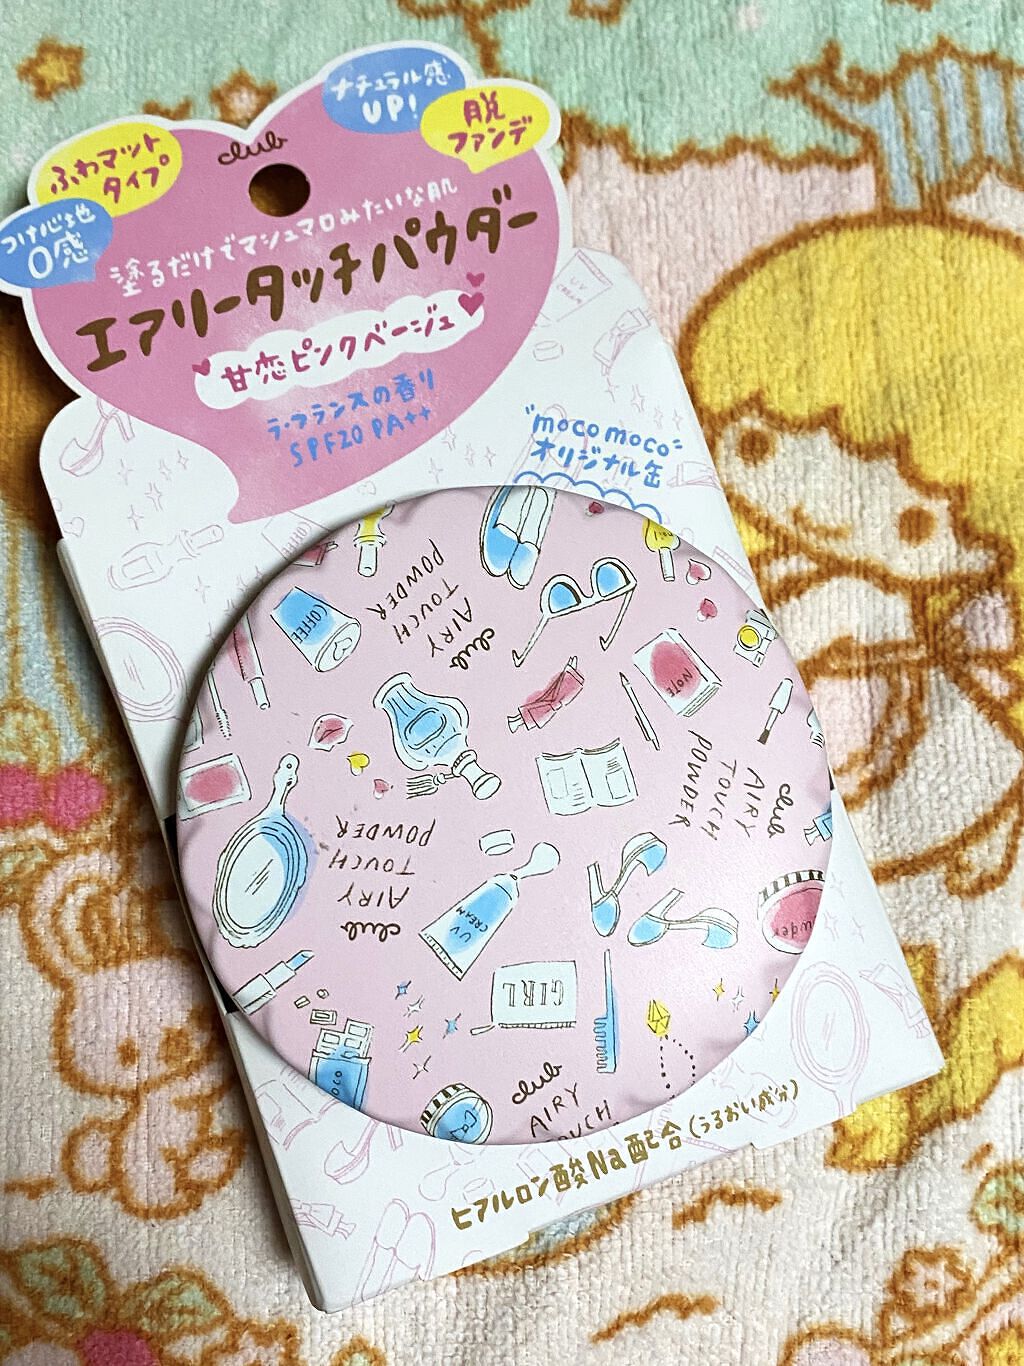 club
ナチュラル感
UP!
脱
ファンデ
ふわマット
タイプ
つけ心地
0感
塗るだけでマシュマロみたいな肌
エアリータッチパウダー
甘恋ピンクベージュ
ラ・フランスの香り
SPF20 PA++
"moco moco"
オリジナル缶
UV
CREAM
club
AIRY
TOUCH
POWDER
COFFEE
NOTE
club
AIRY
TOUCH
POWDER
club
AIRY
TOUCH
POWDER
UV
CREAM
GIRL
club
AIRY
TOUCH
ヒアルロン酸Na配合(うるおい成分)